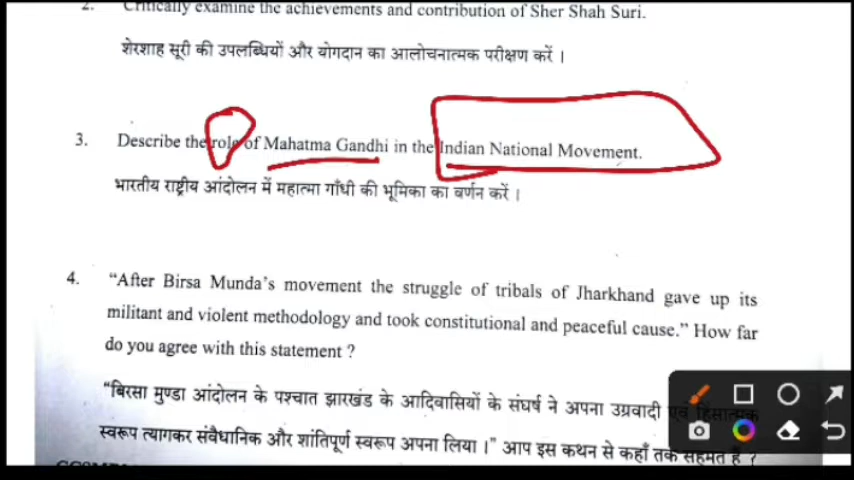 2. Critically examine the achievements and contribution of Sher Shah Suri.
शेरशाह सूरी की उपलब्धियों और योगदान का आलोचनात्मक परीक्षण करें ।
3. Describe the role of Mahatma Gandhi in the Indian National Movement.
भारतीय राष्ट्रीय आंदोलन में महात्मा गाँधी की भूमिका का वर्णन करें ।
4. “After Birsa Munda’s movement the struggle of tribals of Jharkhand gave up its
militant and violent methodology and took constitutional and peaceful cause.” How far
do you agree with this statement ?
“बिरसा मुण्डा आंदोलन के पश्चात झारखंड के आदिवासियों के संघर्ष ने अपना उग्रवादी एवं हिंसात्मक
स्वरूप त्यागकर संवैधानिक और शांतिपूर्ण स्वरूप अपना लिया ।” आप इस कथन से कहाँ तक सहमत हैं ?